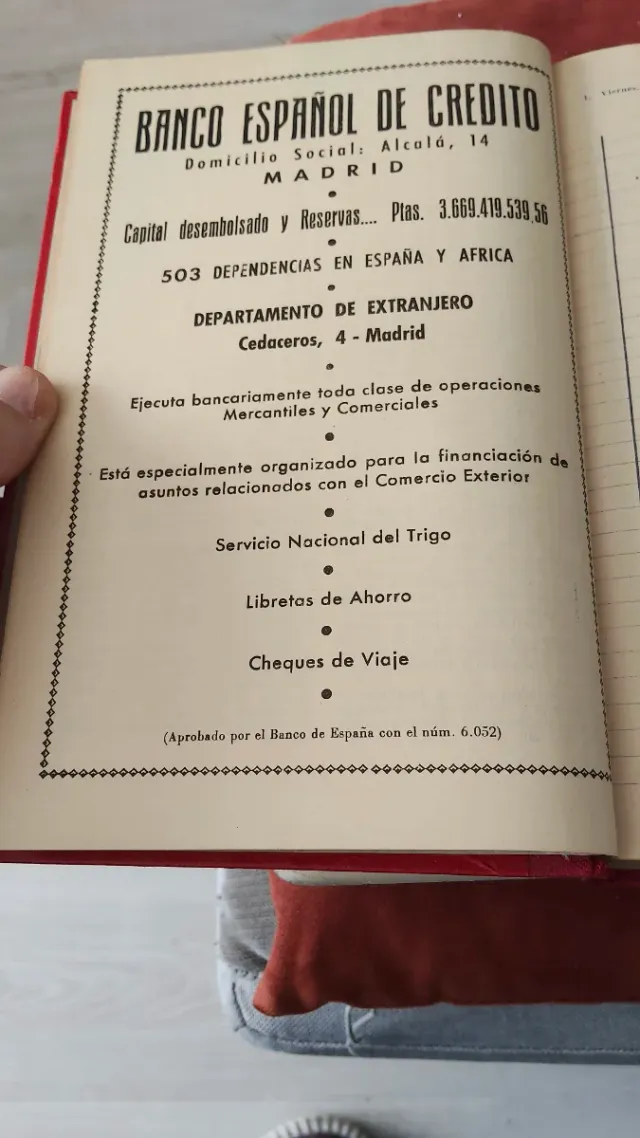 BANCO ESPAÑOL DE CREDITO
Domicilio Social: Alcalá, 14
MADRID
Capital desembolsado y Reservas.... Ptas. 3.669.419.539,56
503 DEPENDENCIAS EN ESPAÑA Y AFRICA
DEPARTAMENTO DE EXTRANJERO
Cedaceros, 4 - Madrid
Ejecuta bancariamente toda clase de operaciones
Mercantiles y Comerciales
Está especialmente organizado para la financiación de
asuntos relacionados con el Comercio Exterior
Servicio Nacional del Trigo
Libretas de Ahorro
Cheques de Viaje
(Aprobado por el Banco de España con el núm. 6.052)
1. Viernes.